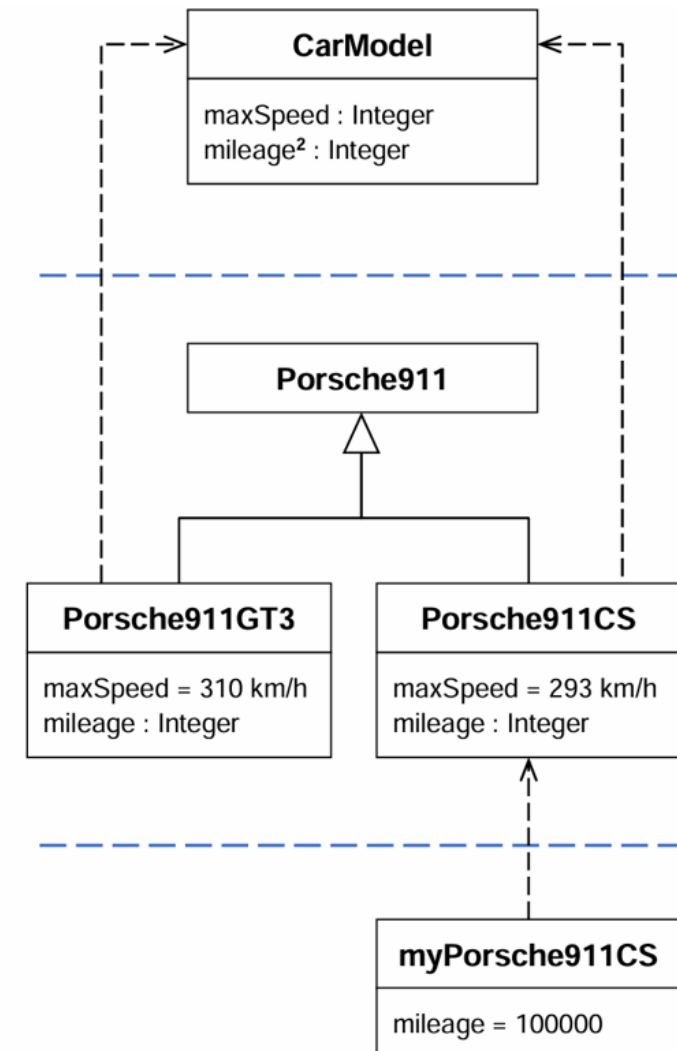 CarModel
maxSpeed : Integer
mileage² : Integer
Porsche911
Porsche911GT3
maxSpeed = 310 km/h
mileage : Integer
Porsche911CS
maxSpeed = 293 km/h
mileage : Integer
myPorsche911CS
mileage = 100000